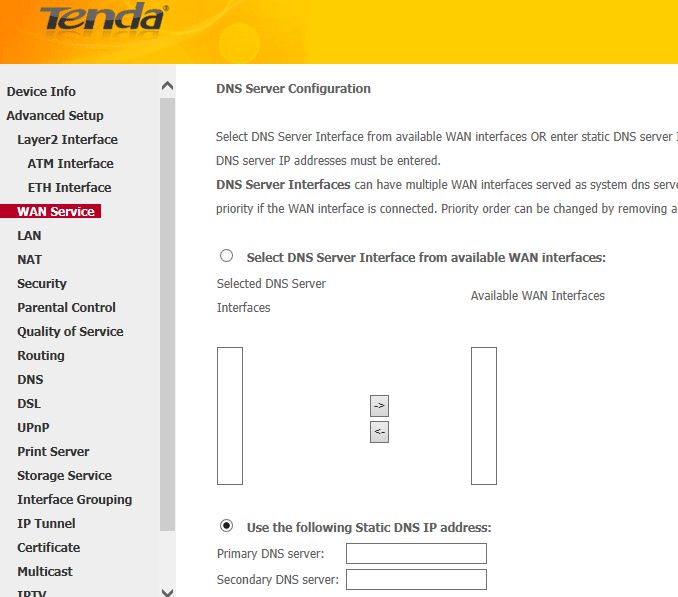 Tenda®
Device Info
Advanced Setup
Layer2 Interface
ATM Interface
ETH Interface
WAN Service
LAN
NAT
Security
Parental Control
Quality of Service
Routing
DNS
DSL
UPnP
Print Server
Storage Service
Interface Grouping
IP Tunnel
Certificate
Multicast
IPTV
DNS Server Configuration
Select DNS Server Interface from available WAN interfaces OR enter static DNS server
DNS server IP addresses must be entered.
DNS Server Interfaces can have multiple WAN interfaces served as system dns serve
priority if the WAN interface is connected. Priority order can be changed by removing a
Select DNS Server Interface from available WAN interfaces:
Selected DNS Server
Interfaces
Available WAN Interfaces
->
<-
Use the following Static DNS IP address:
Primary DNS server:
Secondary DNS server: